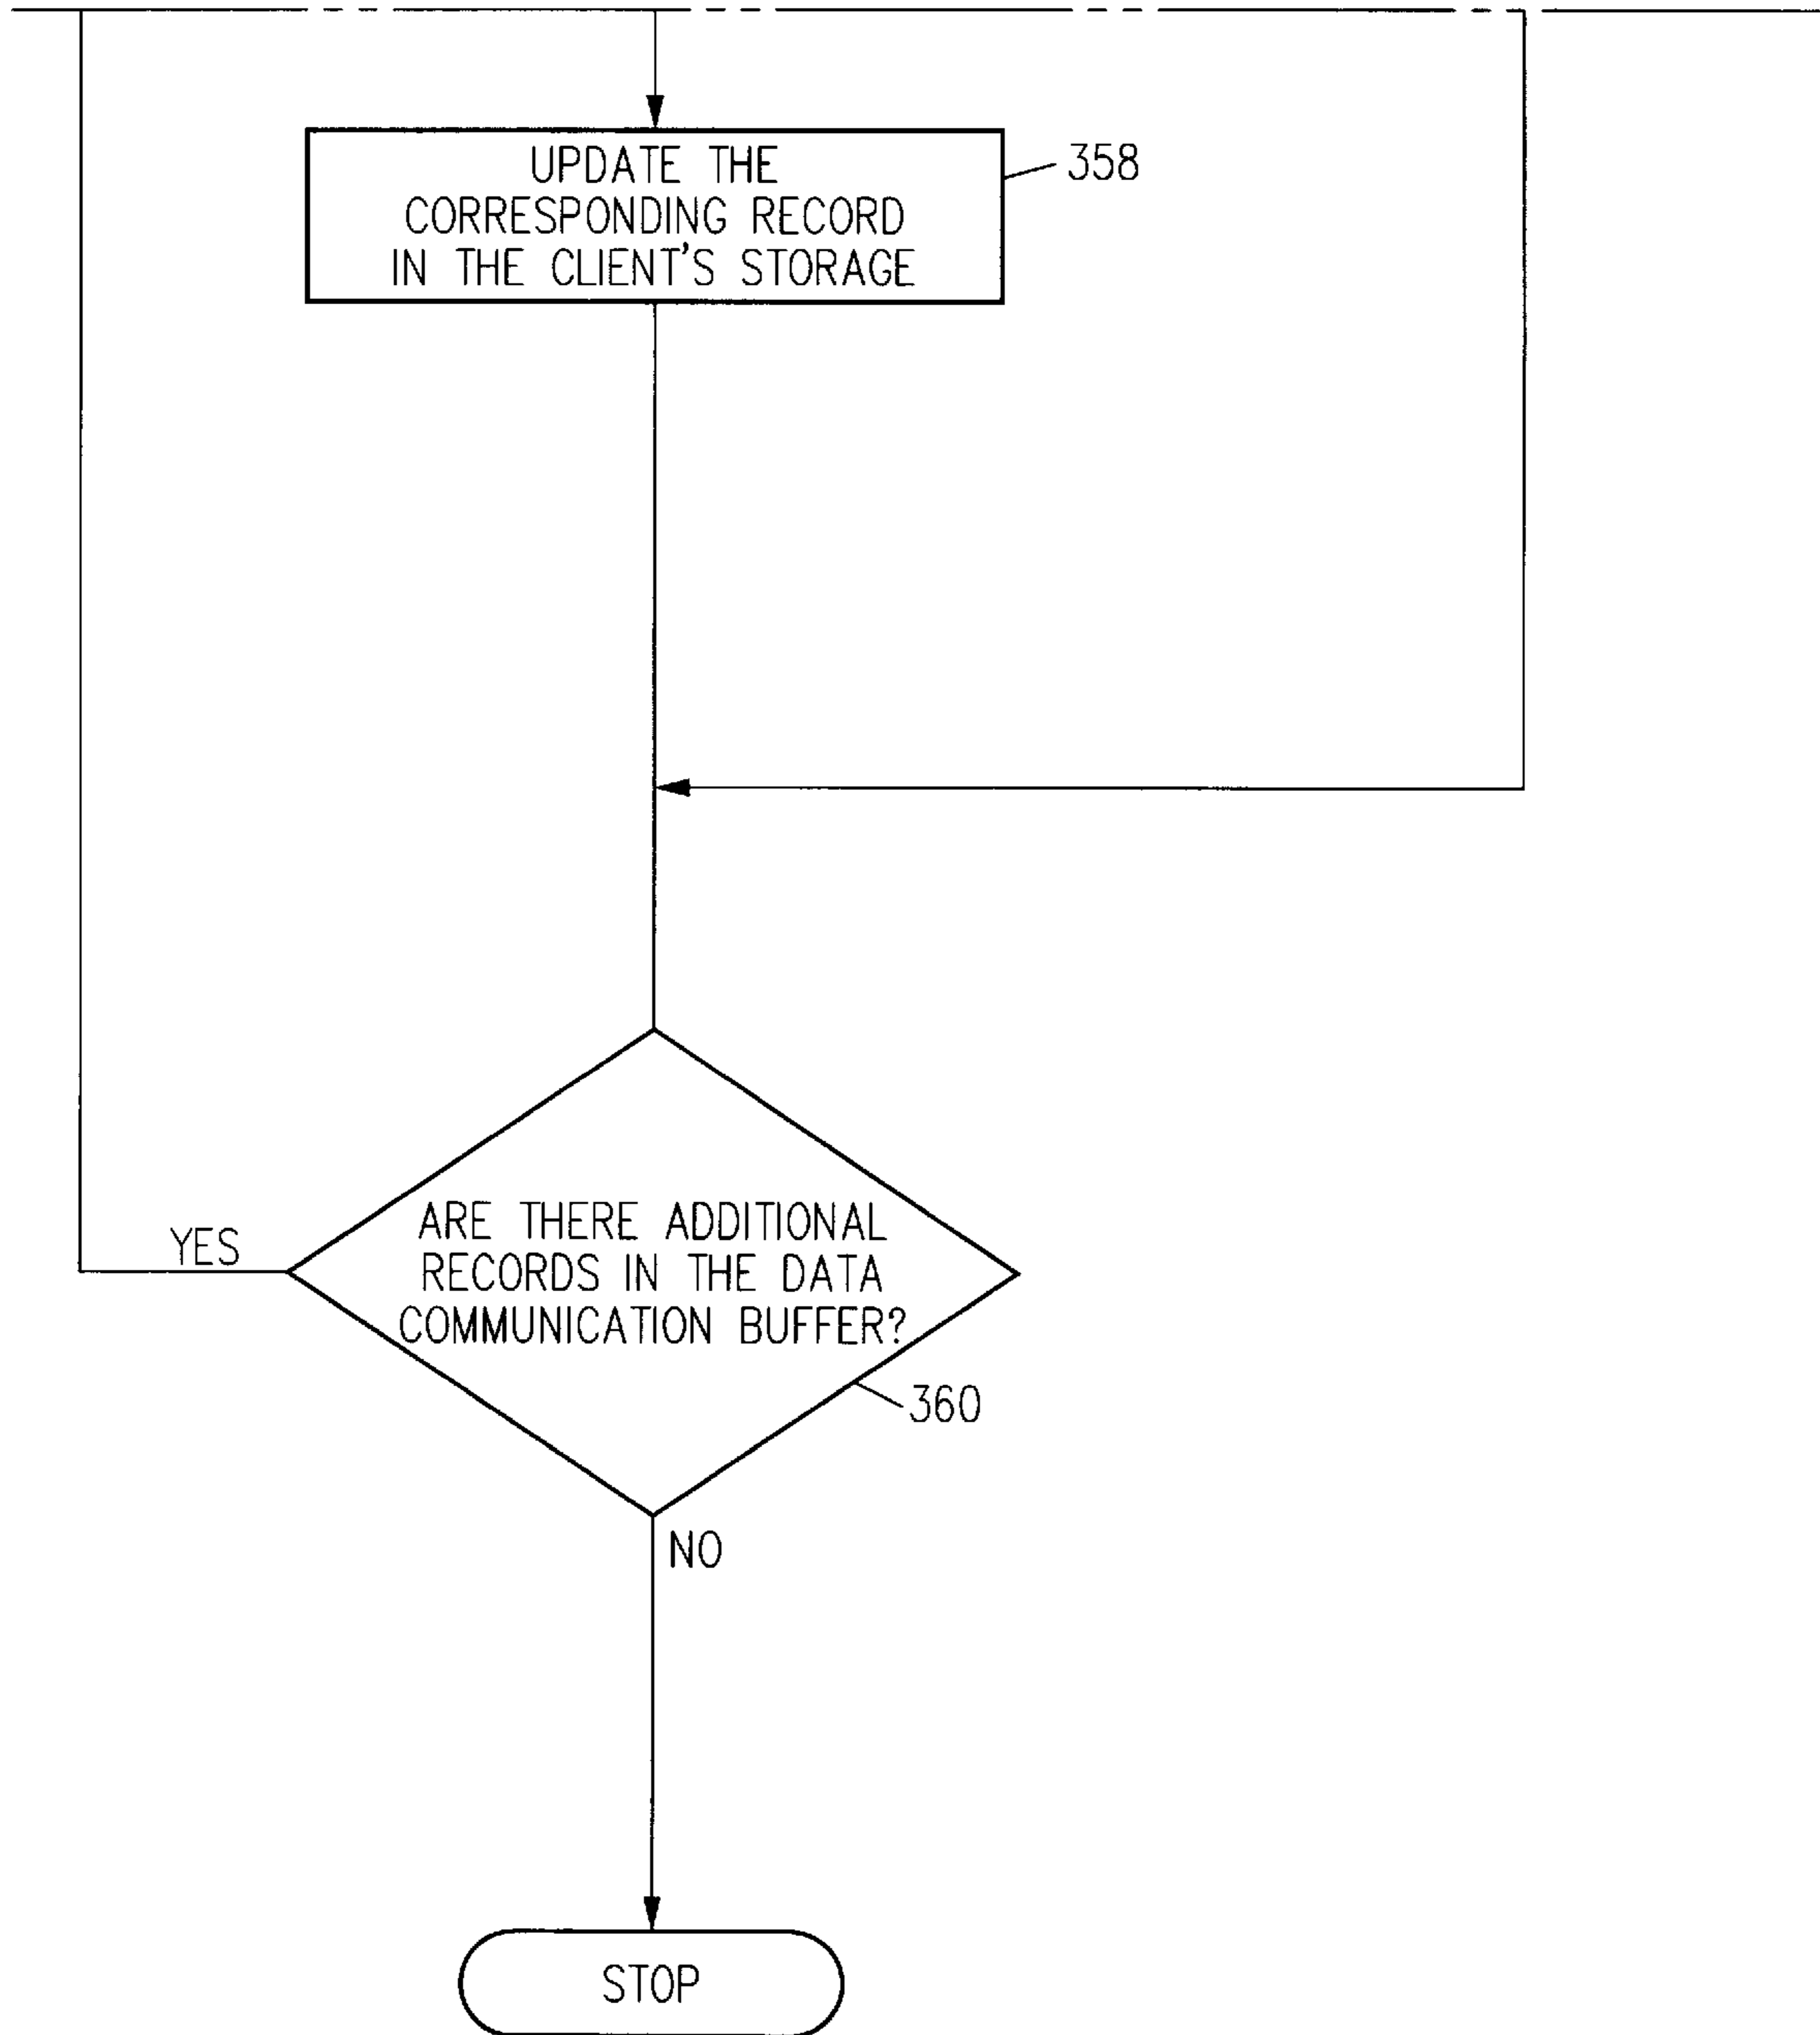 UPDATE THE
CORRESPONDING RECORD
IN THE CLIENT'S STORAGE
358
ARE THERE ADDITIONAL
RECORDS IN THE DATA
COMMUNICATION BUFFER?
YES
360
NO
STOP